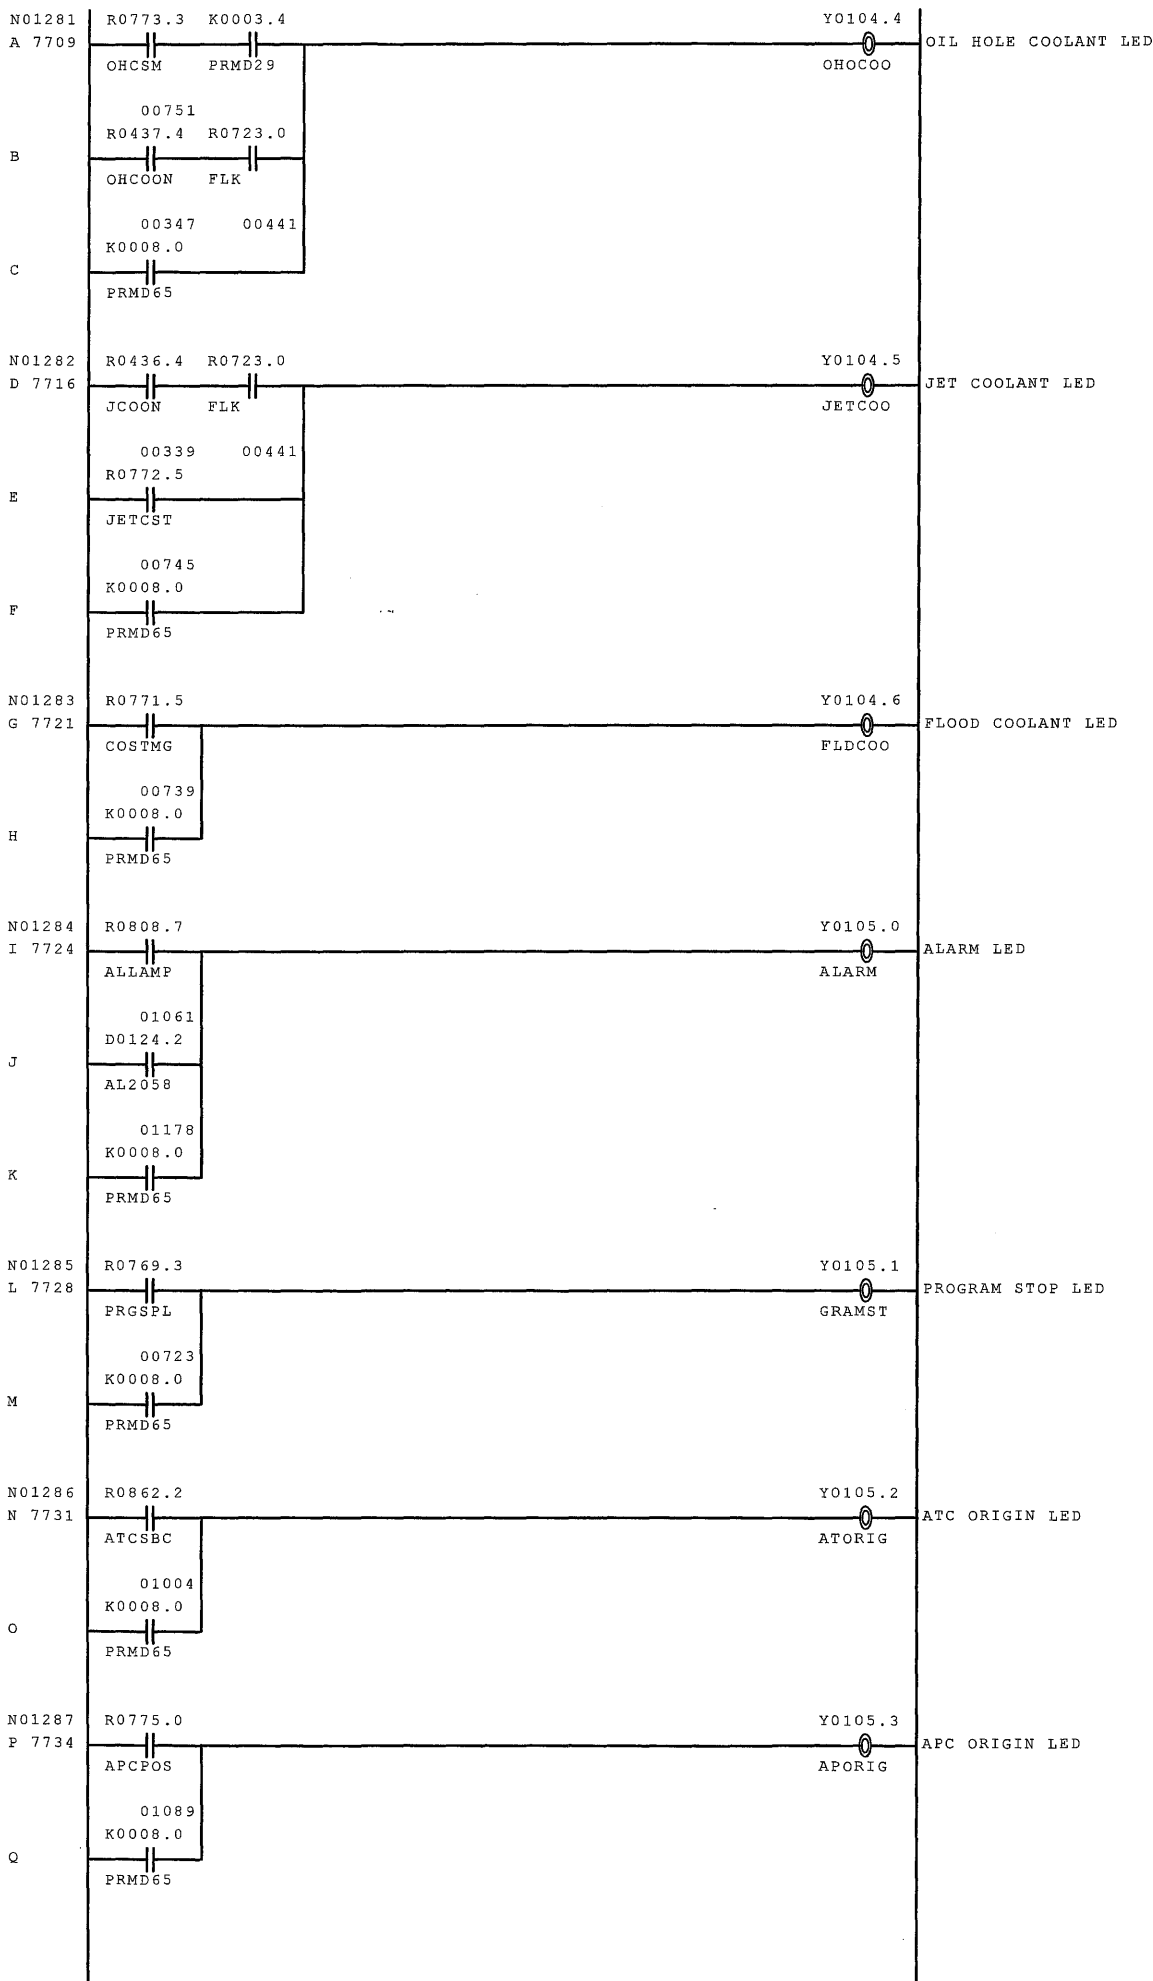 N01281 R0773.3 K0003.4 Y0104.4
A 7709 OIL HOLE COOLANT LED
OHCSM PRMD29 OHOCOO
00751
R0437.4 R0723.0
B
OHCOON FLK
00347 00441
K0008.0
C
PRMD65
N01282 R0436.4 R0723.0 Y0104.5
D 7716 JET COOLANT LED
JCOON FLK JETCOO
00339 00441
R0772.5
E
JETCST
00745
K0008.0
F
PRMD65
N01283 R0771.5 Y0104.6
G 7721 FLOOD COOLANT LED
COSTMG FLDCOO
00739
K0008.0
H
PRMD65
N01284 R0808.7 Y0105.0
I 7724 ALARM LED
ALLAMP ALARM
01061
D0124.2
J
AL2058
01178
K0008.0
K
PRMD65
N01285 R0769.3 Y0105.1
L 7728 PROGRAM STOP LED
PRGSPL GRAMST
00723
K0008.0
M
PRMD65
N01286 R0862.2 Y0105.2
N 7731 ATC ORIGIN LED
ATCSBC ATORIG
01004
K0008.0
O
PRMD65
N01287 R0775.0 Y0105.3
P 7734 APC ORIGIN LED
APCPOS APORIG
01089
K0008.0
Q
PRMD65